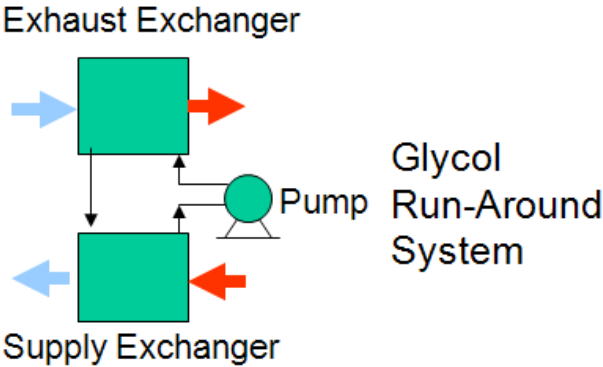 Exhaust Exchanger
Glycol
Pump
Run-Around
System
Supply Exchanger